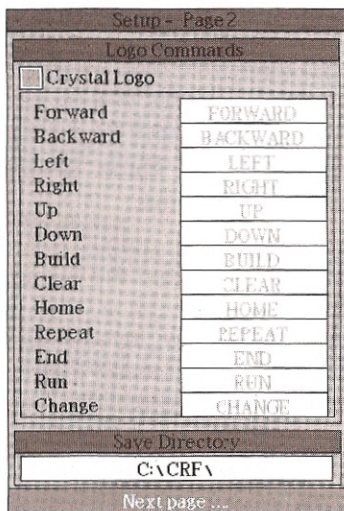 Setup - Page 2
Logo Commands
Crystal Logo
Forward FORWARD
Backward BACKWARD
Left LEFT
Right RIGHT
Up UP
Down DOWN
Build BUILD
Clear CLEAR
Home HOME
Repeat REPEAT
End END
Run RUN
Change CHANGE
Save Directory
C:\CRF\
Next page ....